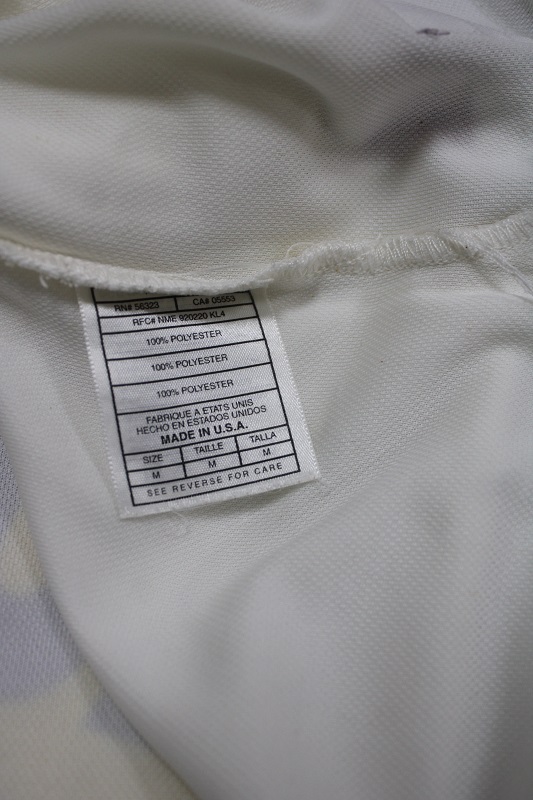 RN# 56323 CA# 05553
RFC# NME 920220 KL4
100% POLYESTER
100% POLYESTER
100% POLYESTER
FABRIQUE A ETATS UNIS
HECHO EN ESTADOS UNIDOS
MADE IN U.S.A.
SIZE TAILLE TALLA
M M M
SEE REVERSE FOR CARE